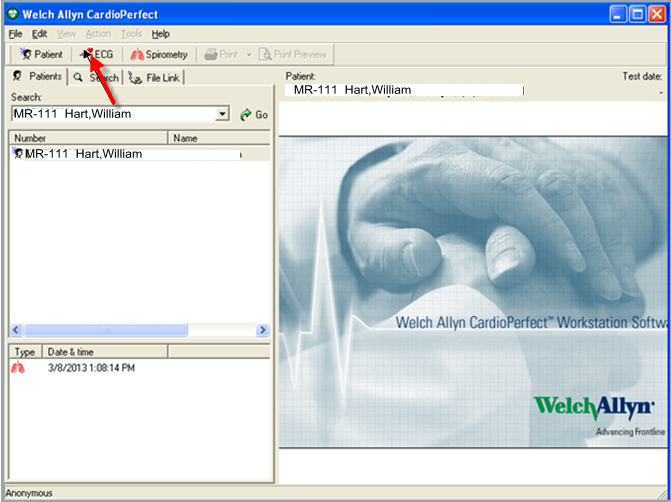 Welch Allyn CardioPerfect
File Edit View Action Tools Help
Patient ECG Spirometry Print Print Preview
Patients Search File Link
Search:
MR-111 Hart,William Go
Number Name
MR-111 Hart,William
Type Date & time
3/8/2013 1:08:14 PM
Patient: Test date:
MR-111 Hart,William -
Welch Allyn CardioPerfect™ Workstation Softwa
WelchAllyn®
Advancing Frontline
Anonymous